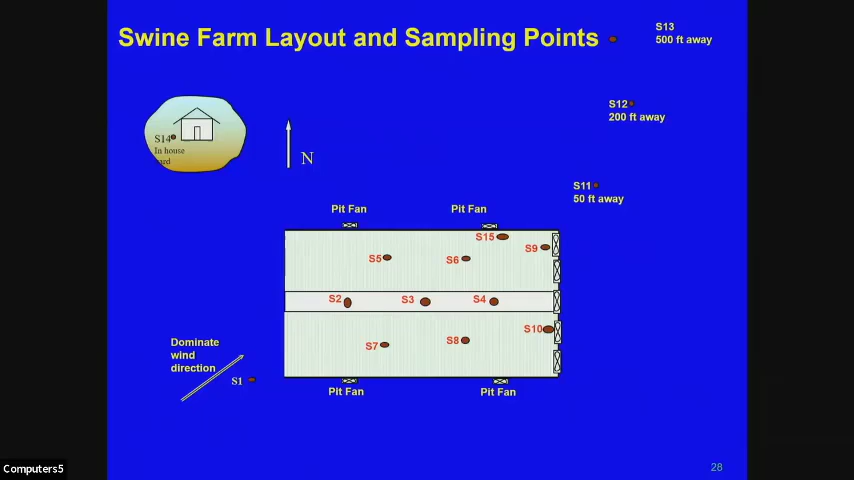 S13
500 ft away
Swine Farm Layout and Sampling Points
S12
200 ft away
S14
In house
yard
N
S11
50 ft away
Pit Fan
Pit Fan
S15
S9
S5
S6
S2
S3
S4
S10
S7
S8
Dominate
wind
direction
S1
Pit Fan
Pit Fan
28
Computers5